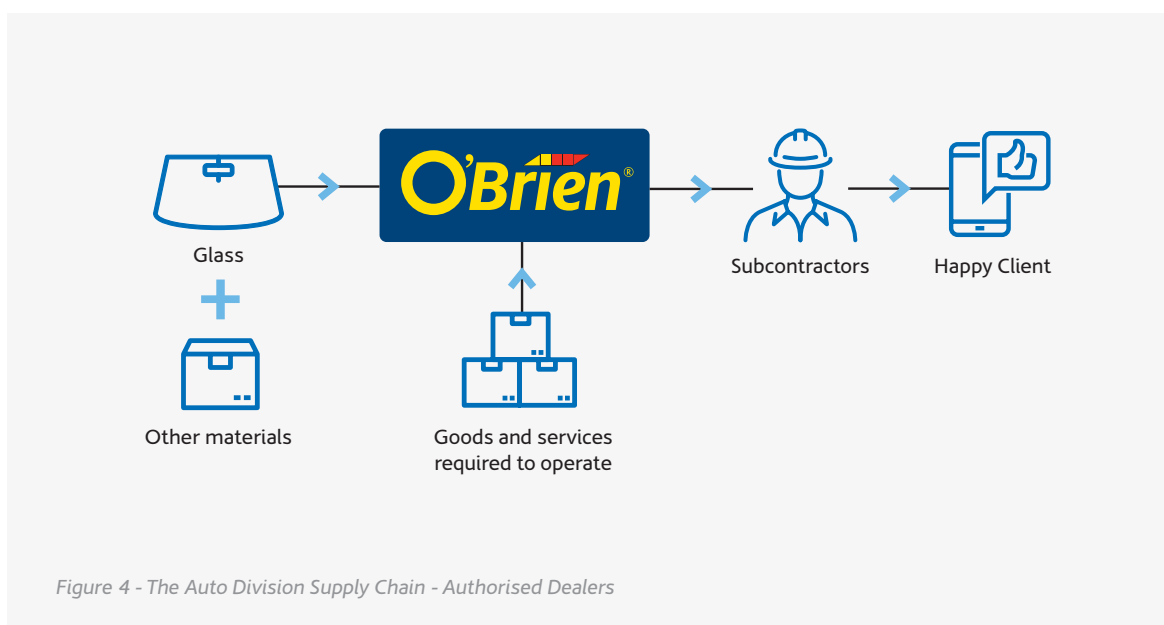 O'Brien®
Glass
Subcontractors
Happy Client
Other materials
Goods and services
required to operate
Figure 4 - The Auto Division Supply Chain - Authorised Dealers